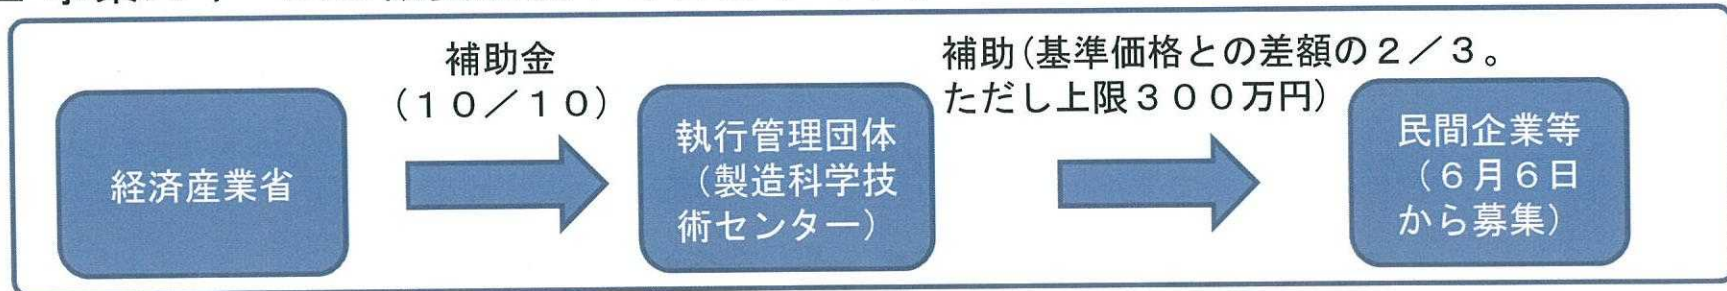 補助金
（１０／１０）
補助（基準価格との差額の２／３。
ただし上限３００万円）
経済産業省
執行管理団体
（製造科学技
術センター）
民間企業等
（６月６日
から募集）